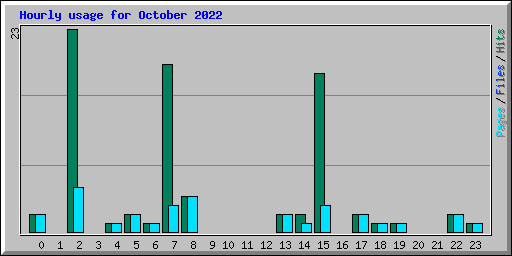 Hourly usage for October 2022
23
Pages/Files/Hits
0 1 2 3 4 5 6 7 8 9 10 11 12 13 14 15 16 17 18 19 20 21 22 23